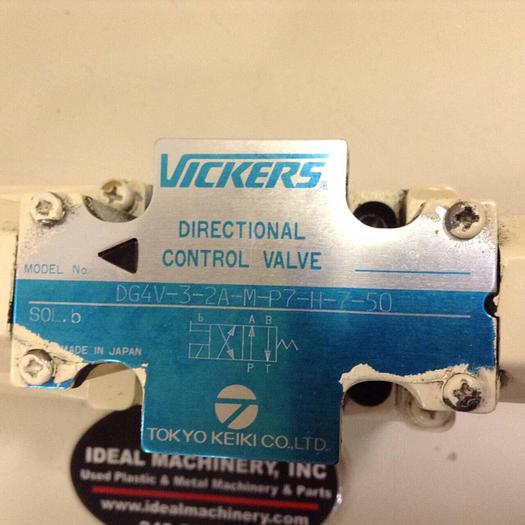 VICKERS®
DIRECTIONAL
CONTROL VALVE
MODEL No.
DG4V-3-2A-M-P7-H-7-50
SOL.b
b A B
P T
MADE IN JAPAN
TOKYO KEIKI CO.,LTD.
IDEAL MACHINERY, INC
Used Plastic & Metal Machinery & Parts
www.idealmachinery.com